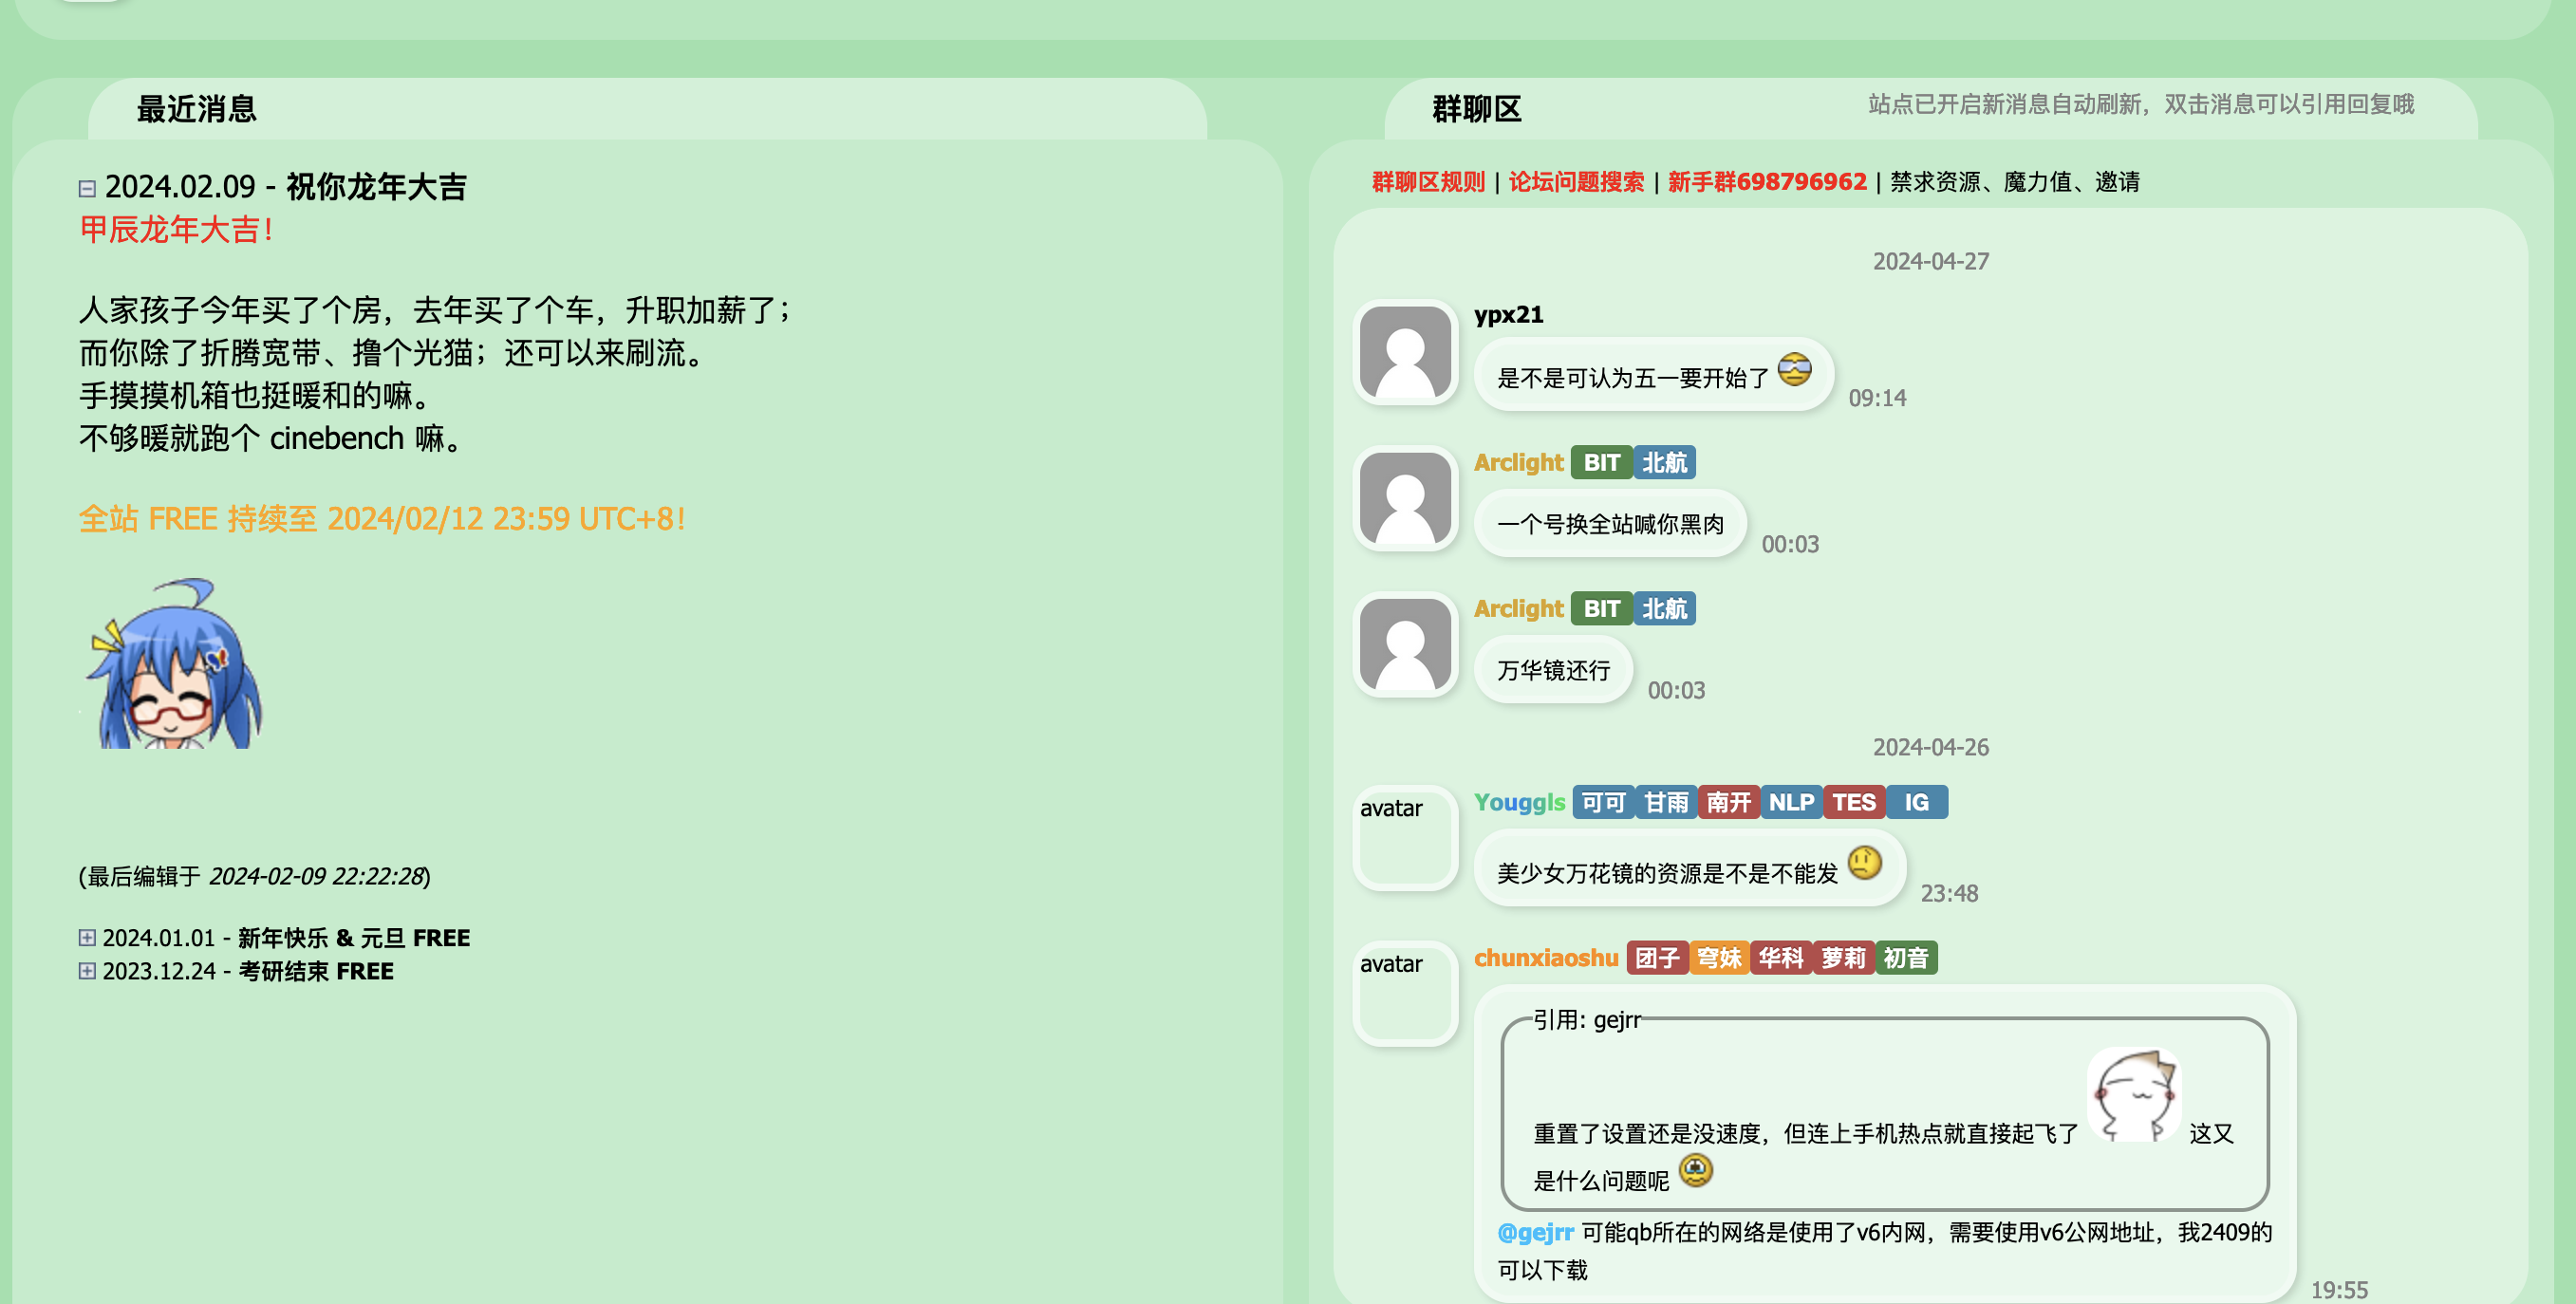 最近消息
2024.02.09 - 祝你龙年大吉
甲辰龙年大吉！
人家孩子今年买了个房，去年买了个车，升职加薪了；
而你除了折腾宽带、撸个光猫；还可以来刷流。
手摸摸机箱也挺暖和的嘛。
不够暖就跑个 cinebench 嘛。
全站 FREE 持续至 2024/02/12 23:59 UTC+8！
(最后编辑于 2024-02-09 22:22:28)
2024.01.01 - 新年快乐 & 元旦 FREE
2023.12.24 - 考研结束 FREE
群聊区
站点已开启新消息自动刷新，双击消息可以引用回复哦
群聊区规则 | 论坛问题搜索 | 新手群698796962 | 禁求资源、魔力值、邀请
2024-04-27
ypx21
是不是可认为五一要开始了
09:14
Arclight BIT 北航
一个号换全站喊你黑肉
00:03
Arclight BIT 北航
万华镜还行
00:03
2024-04-26
avatar
Youggls 可可 甘雨 南开 NLP TES IG
美少女万花镜的资源是不是不能发
23:48
avatar
chunxiaoshu 团子 穹妹 华科 萝莉 初音
引用: gejrr
重置了设置还是没速度，但连上手机热点就直接起飞了 这又
是什么问题呢
@gejrr 可能qb所在的网络是使用了v6内网，需要使用v6公网地址，我2409的
可以下载
19:55